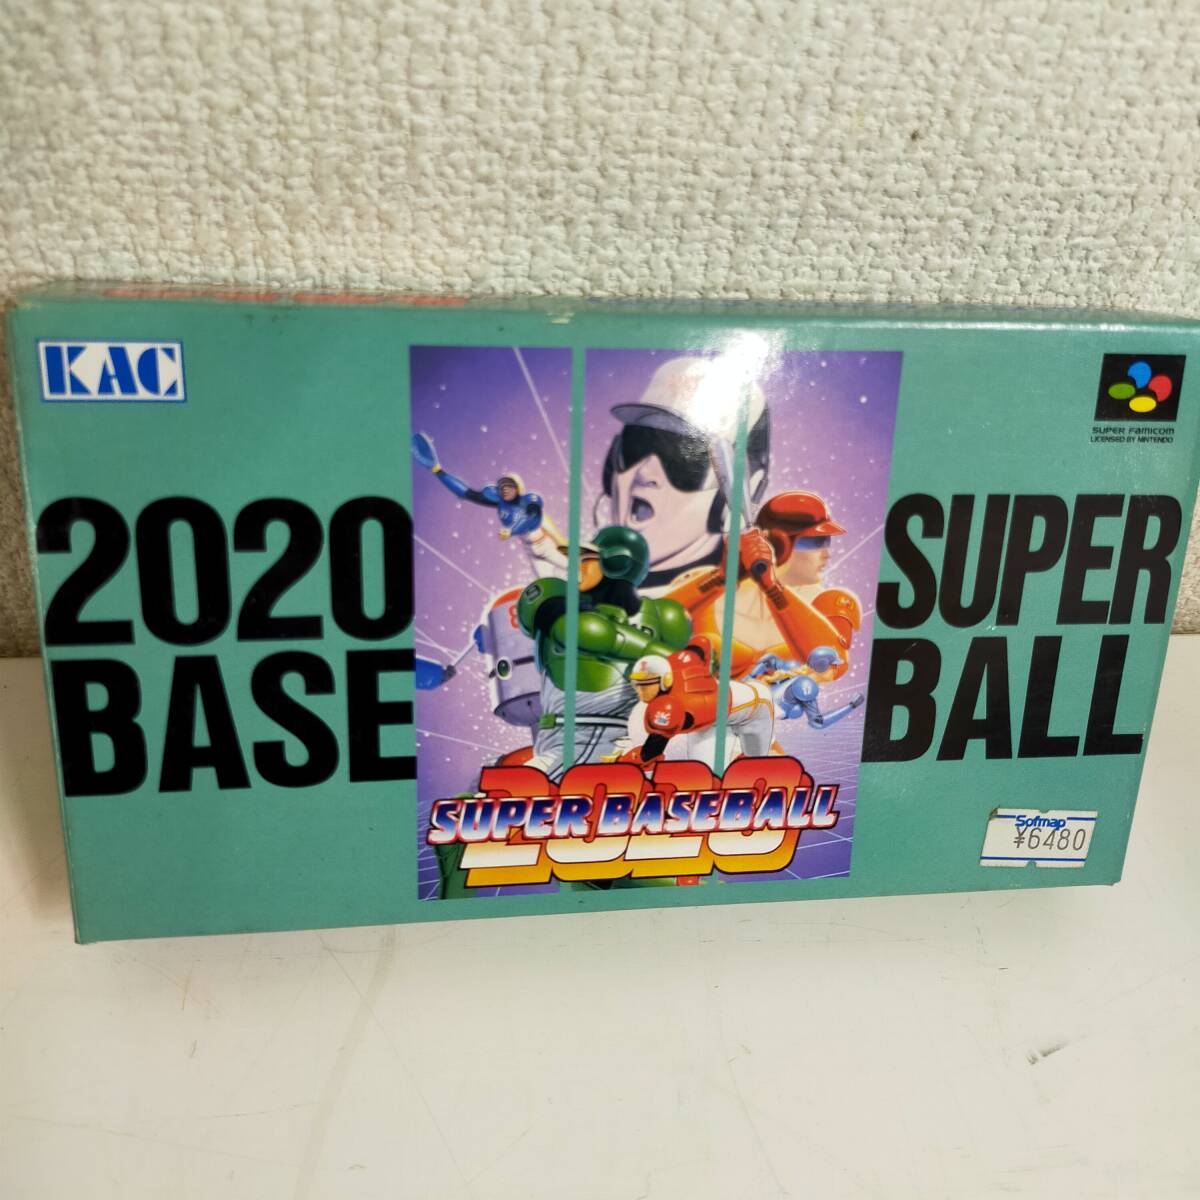 KAC
SUPER FAMICOM
LICENSED BY NINTENDO
2020 SUPER
BASE BALL
2020
SUPER BASEBALL
Sofmap
¥6480